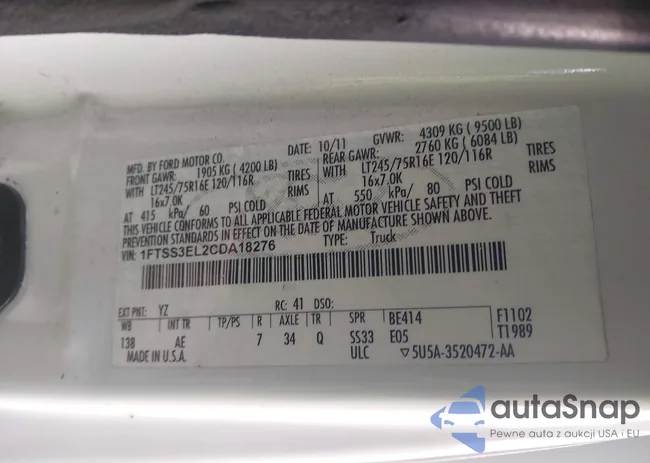 MFD. BY FORD MOTOR CO. DATE: 10/11 GVWR: 4309 KG ( 9500 LB)
FRONT GAWR: 1905 KG ( 4200 LB) REAR GAWR: 2760 KG ( 6084 LB)
WITH LT245/75R16E 120/116R TIRES WITH LT245/75R16E 120/116R TIRES
16x7.0K RIMS 16x7.0K RIMS
AT 415 kPa/ 60 PSI COLD AT 550 kPa/ 80 PSI COLD
THIS VEHICLE CONFORMS TO ALL APPLICABLE FEDERAL MOTOR VEHICLE SAFETY AND THEFT
PREVENTION STANDARDS IN EFFECT ON THE DATE OF MANUFACTURE SHOWN ABOVE.
VIN: 1FTSS3EL2CDA18276 TYPE: Truck
EXT PNT: YZ RC: 41 DSO:
WB INT TR TP/PS R AXLE TR SPR BE414 F1102
138 AE 7 34 Q SS33 E05 T1989
MADE IN U.S.A. ULC ▽5U5A-3520472-AA
autaSnap
Pewne auta z aukcji USA i EU